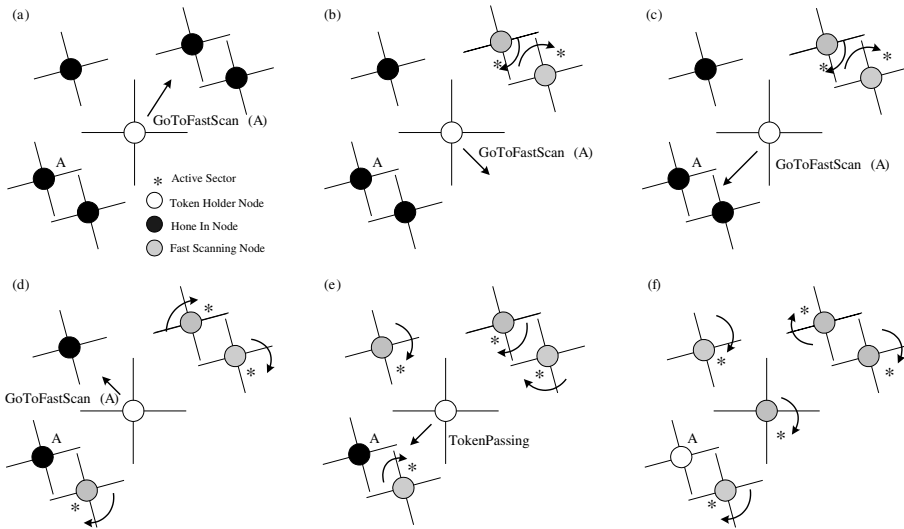 (a)
GoToFastScan (A)
A
* Active Sector
Token Holder Node
Hone In Node
Fast Scanning Node
(b)
*
*
GoToFastScan (A)
A
(c)
*
*
GoToFastScan (A)
A
(d)
*
*
GoToFastScan (A)
A
*
(e)
*
*
*
A
TokenPassing
*
(f)
*
*
*
*
A
*